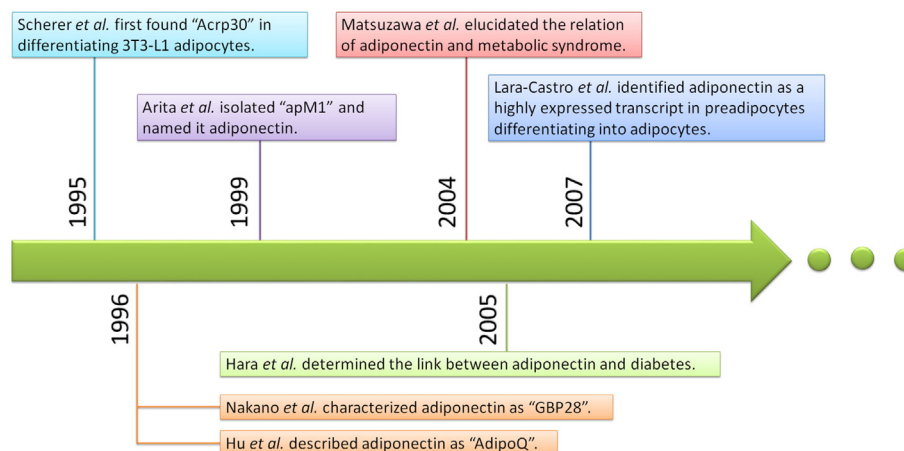 Scherer et al. first found “Acrp30” in
differentiating 3T3-L1 adipocytes.
Matsuzawa et al. elucidated the relation
of adiponectin and metabolic syndrome.
Arita et al. isolated “apM1” and
named it adiponectin.
Lara-Castro et al. identified adiponectin as a
highly expressed transcript in preadipocytes
differentiating into adipocytes.
1995
1999
2004
2007
1996
2005
Hara et al. determined the link between adiponectin and diabetes.
Nakano et al. characterized adiponectin as “GBP28”.
Hu et al. described adiponectin as “AdipoQ”.